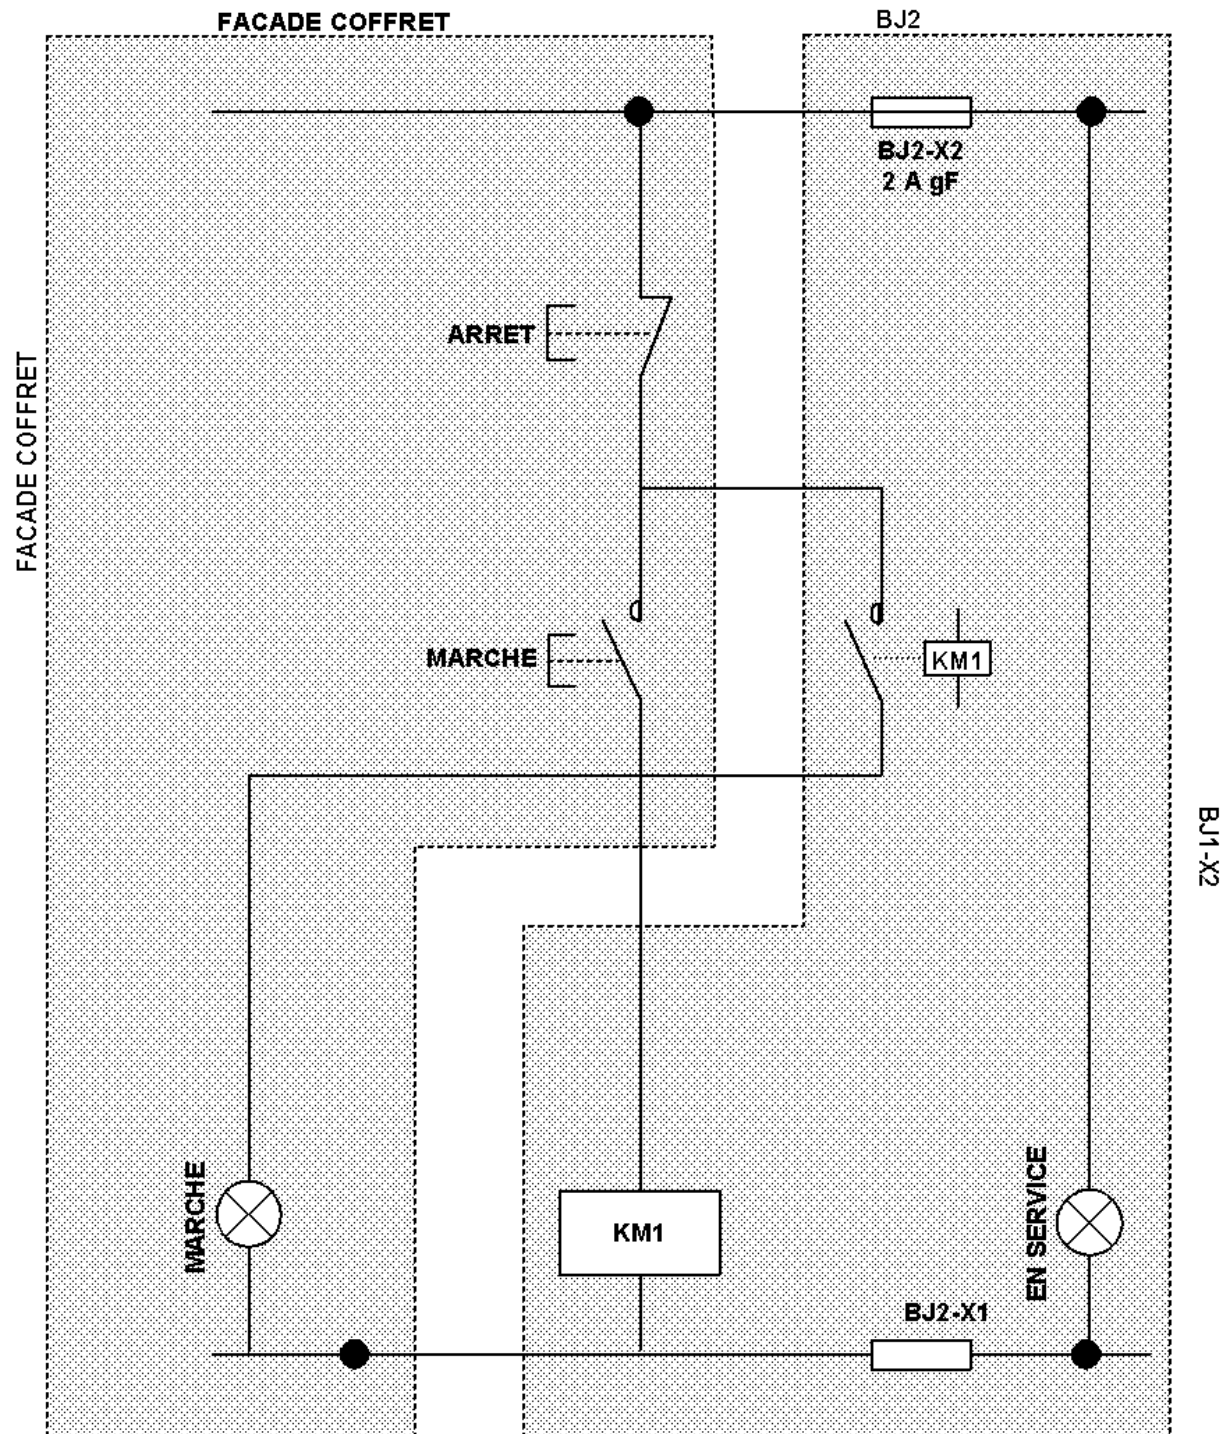 FACADE COFFRET
BJ2
BJ2-X2
2 A gF
ARRET
FACADE COFFRET
MARCHE
KM1
BJ1-X2
MARCHE
KM1
EN SERVICE
BJ2-X1